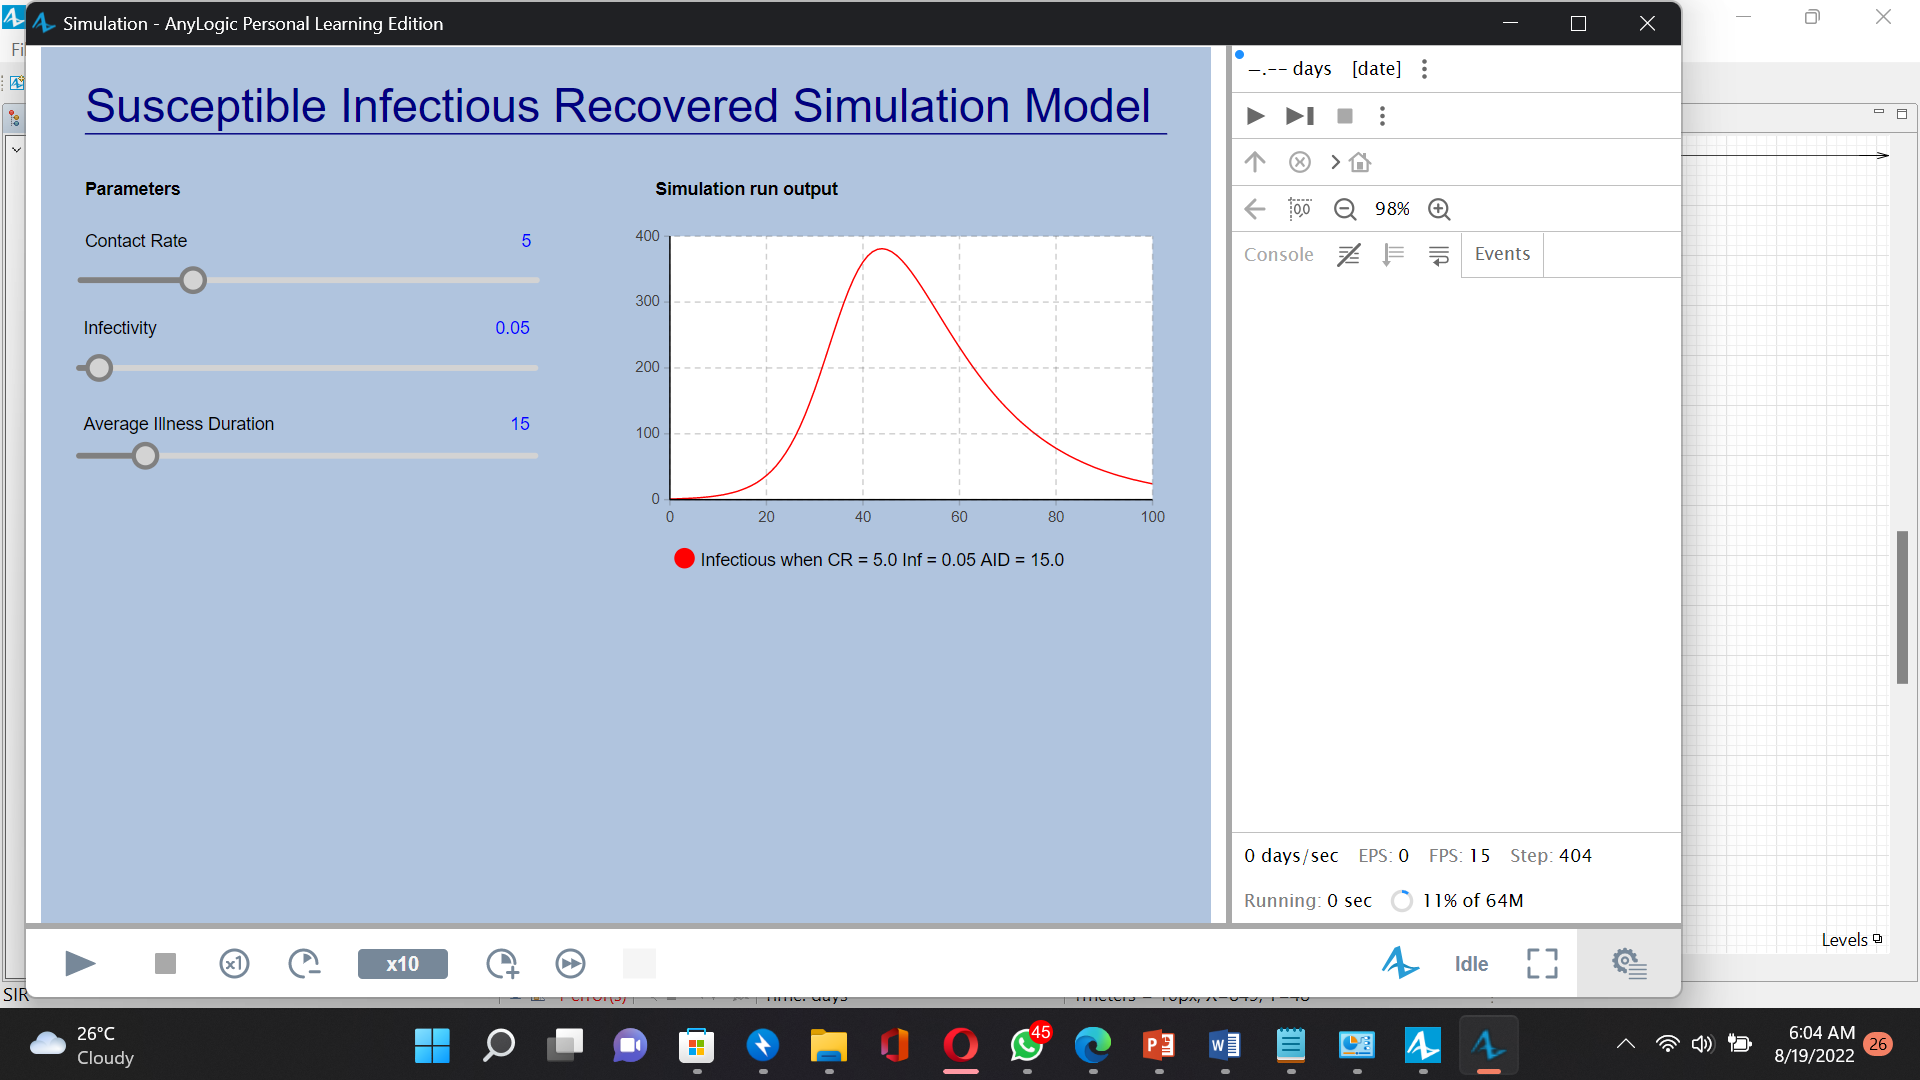 Simulation - AnyLogic Personal Learning Edition
Fi
Susceptible Infectious Recovered Simulation Model
Parameters
Contact Rate 5
Infectivity 0.05
Average Illness Duration 15
Simulation run output
400
300
200
100
0
0 20 40 60 80 100
Infectious when CR = 5.0 Inf = 0.05 AID = 15.0
–.-- days [date]
98%
Console Events
0 days/sec EPS: 0 FPS: 15 Step: 404
Running: 0 sec 11% of 64M
Levels
x1 x10 Idle
SIR
26°C
Cloudy
45
6:04 AM
8/19/2022
26